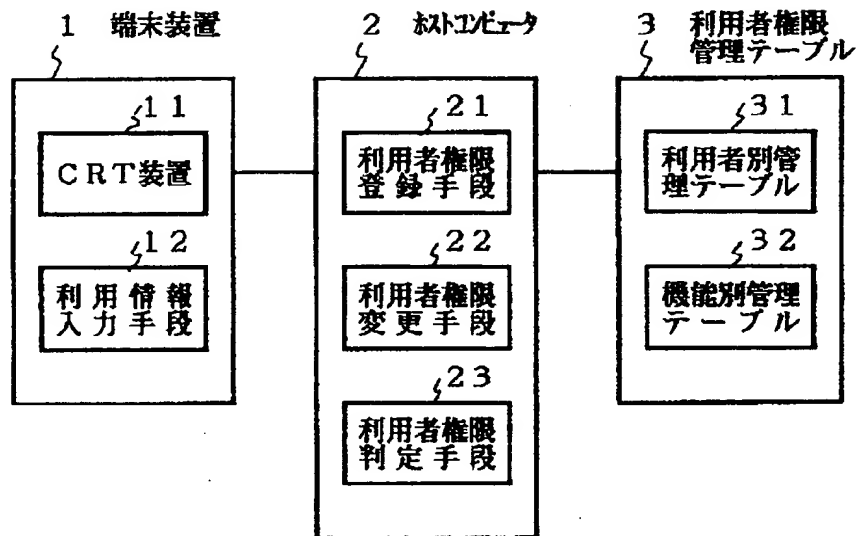 1 端末装置
11
CRT装置
12
利用情報
入力手段
2 ホストコンピュータ
21
利用者権限
登録手段
22
利用者権限
変更手段
23
利用者権限
判定手段
3 利用者権限
管理テーブル
31
利用者別管
理テーブル
32
機能別管理
テーブル